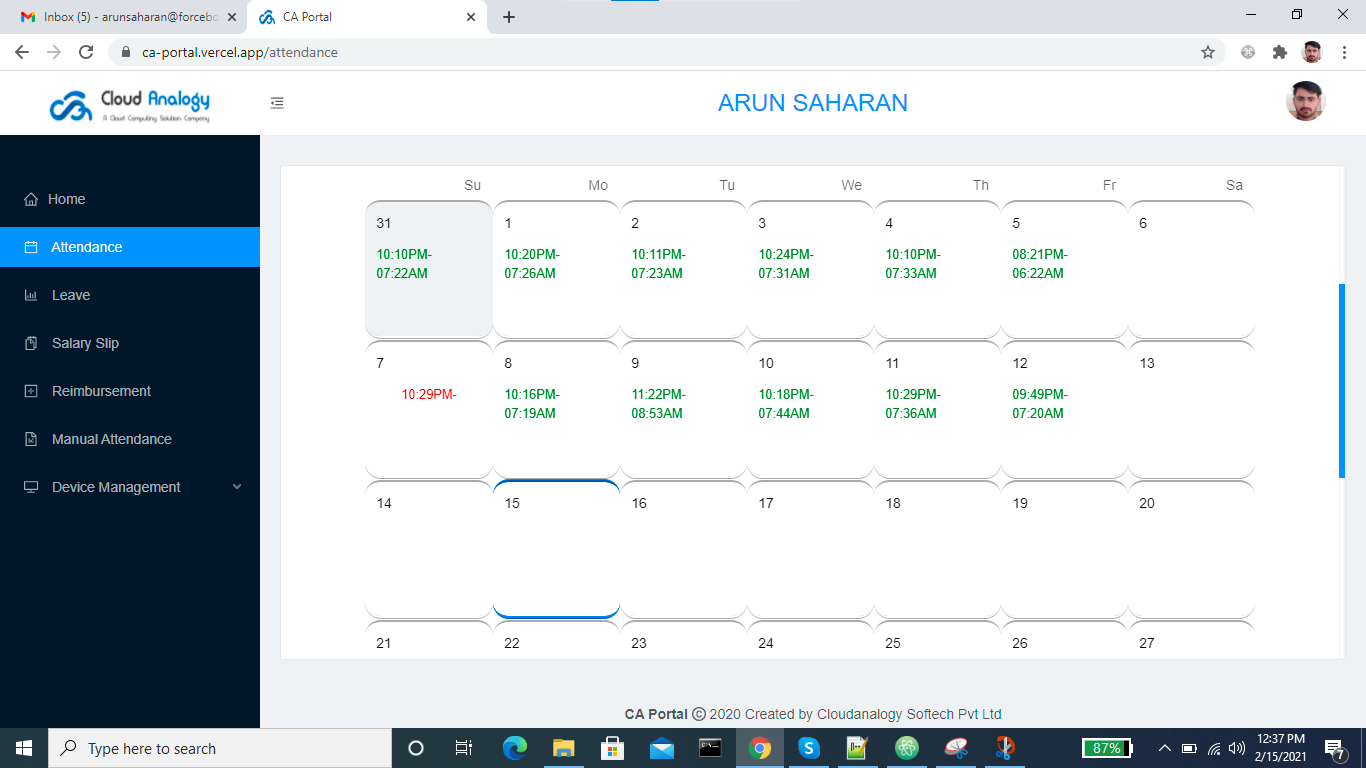 Inbox (5) - arunsaharan@forcebo
CA Portal
ca-portal.vercel.app/attendance
Cloud Analogy
A Cloud Computing Solution Company
ARUN SAHARAN
Home
Attendance
Leave
Salary Slip
Reimbursement
Manual Attendance
Device Management
Su Mo Tu We Th Fr Sa
31 1 2 3 4 5 6
10:10PM- 10:20PM- 10:11PM- 10:24PM- 10:10PM- 08:21PM-
07:22AM 07:26AM 07:23AM 07:31AM 07:33AM 06:22AM
7 8 9 10 11 12 13
10:29PM- 10:16PM- 11:22PM- 10:18PM- 10:29PM- 09:49PM-
07:19AM 08:53AM 07:44AM 07:36AM 07:20AM
14 15 16 17 18 19 20
21 22 23 24 25 26 27
CA Portal © 2020 Created by Cloudanalogy Softech Pvt Ltd
Type here to search
87%
12:37 PM
2/15/2021
7